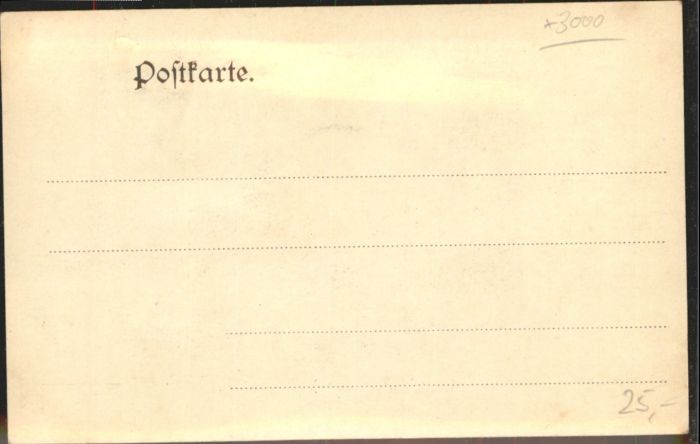 *3000
Poſtkarte.
25,-